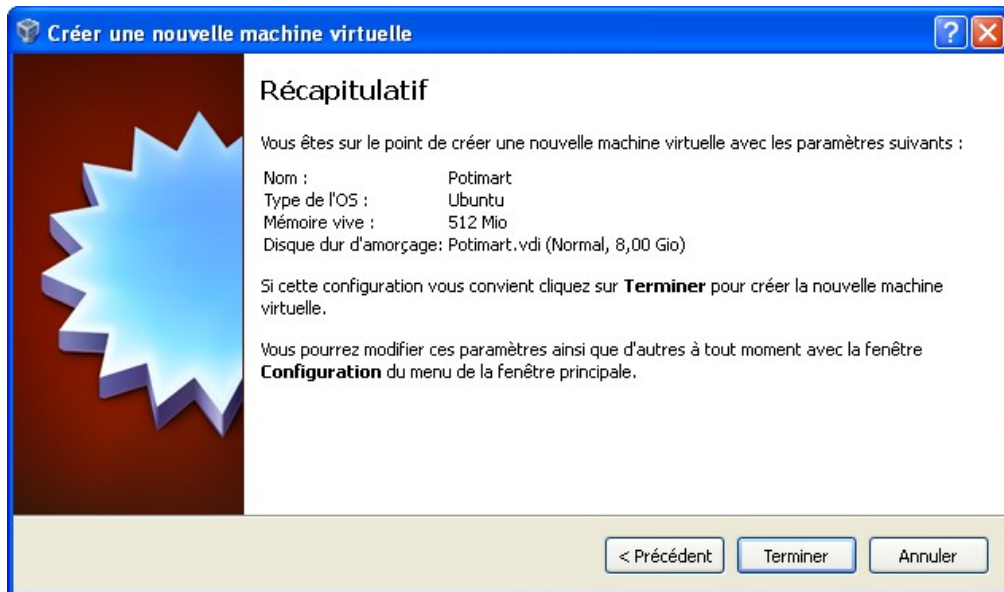 Créer une nouvelle machine virtuelle
Récapitulatif
Vous êtes sur le point de créer une nouvelle machine virtuelle avec les paramètres suivants :
Nom : Potimart
Type de l'OS : Ubuntu
Mémoire vive : 512 Mio
Disque dur d'amorçage: Potimart.vdi (Normal, 8,00 Gio)
Si cette configuration vous convient cliquez sur Terminer pour créer la nouvelle machine
virtuelle.
Vous pourrez modifier ces paramètres ainsi que d'autres à tout moment avec la fenêtre
Configuration du menu de la fenêtre principale.
< Précédent Terminer Annuler